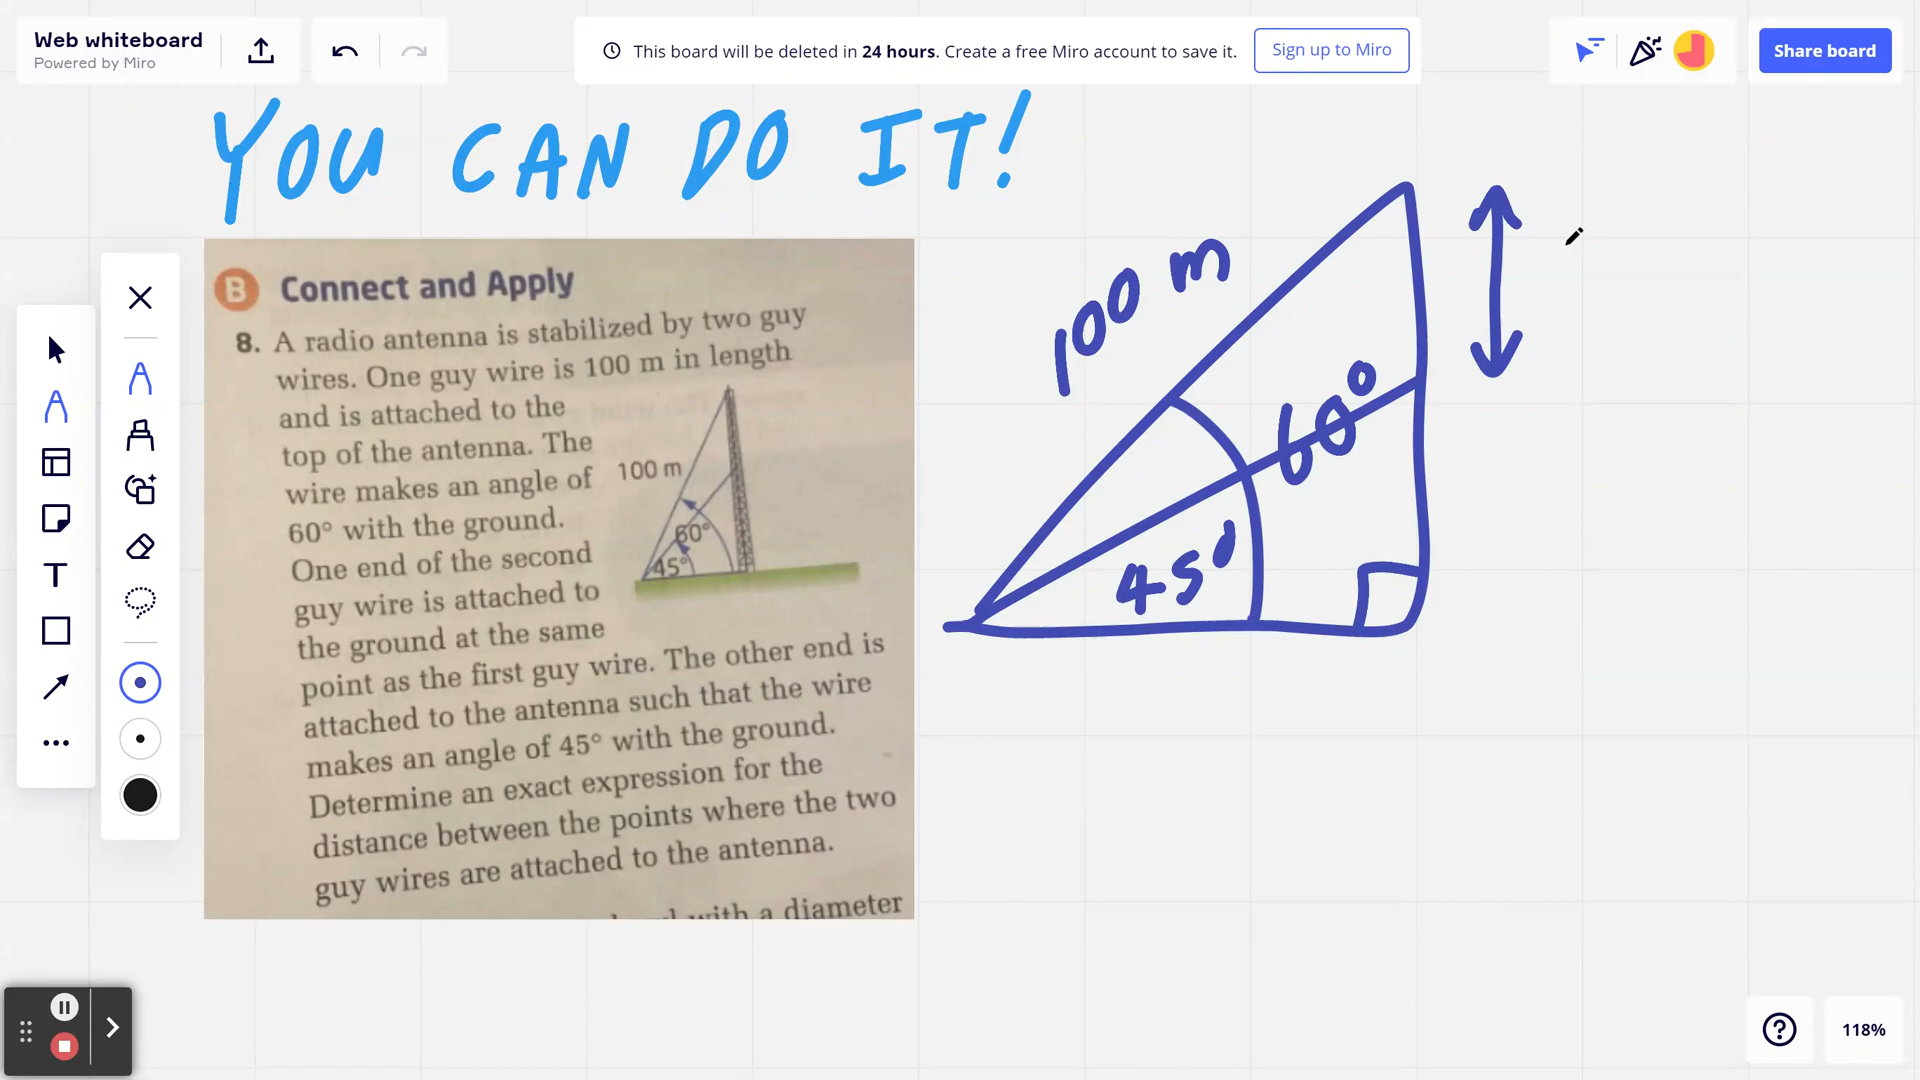 Web whiteboard
Powered by Miro
This board will be deleted in 24 hours. Create a free Miro account to save it.
Sign up to Miro
Share board
YOU CAN DO IT!
B Connect and Apply
8. A radio antenna is stabilized by two guy
wires. One guy wire is 100 m in length
and is attached to the
top of the antenna. The
wire makes an angle of
60° with the ground.
One end of the second
guy wire is attached to
the ground at the same
point as the first guy wire. The other end is
attached to the antenna such that the wire
makes an angle of 45° with the ground.
Determine an exact expression for the
distance between the points where the two
guy wires are attached to the antenna.
with a diameter
100 m
60°
45°
100 m
60°
45°
T
118%